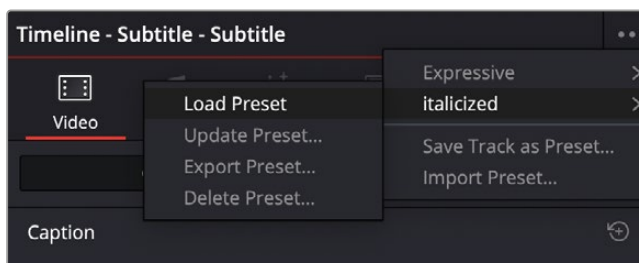 Timeline - Subtitle - Subtitle
Expressive
italicized
Save Track as Preset...
Import Preset...
Load Preset
Update Preset...
Export Preset...
Delete Preset...
Video
Caption